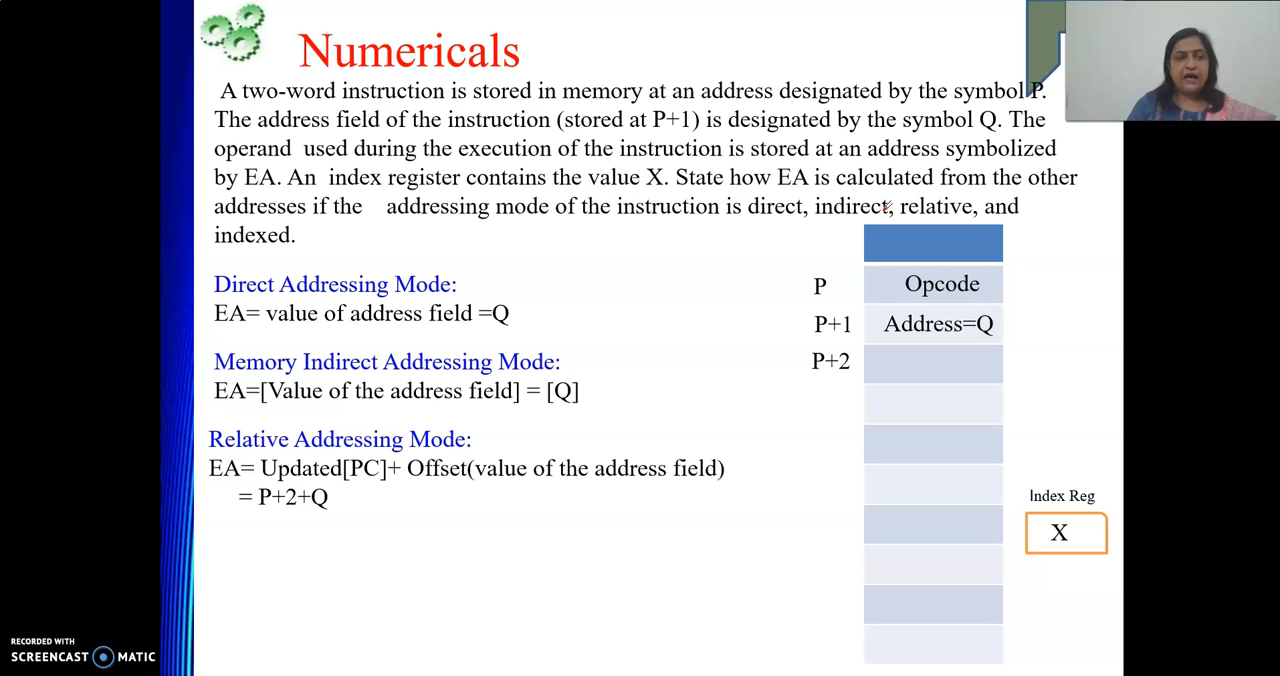 Numericals
A two-word instruction is stored in memory at an address designated by the symbol P.
The address field of the instruction (stored at P+1) is designated by the symbol Q. The
operand used during the execution of the instruction is stored at an address symbolized
by EA. An index register contains the value X. State how EA is calculated from the other
addresses if the addressing mode of the instruction is direct, indirect, relative, and
indexed.
Direct Addressing Mode:
EA= value of address field =Q
Memory Indirect Addressing Mode:
EA=[Value of the address field] = [Q]
Relative Addressing Mode:
EA= Updated[PC]+ Offset(value of the address field)
= P+2+Q
P Opcode
P+1 Address=Q
P+2
Index Reg
X
RECORDED WITH
SCREENCAST MATIC